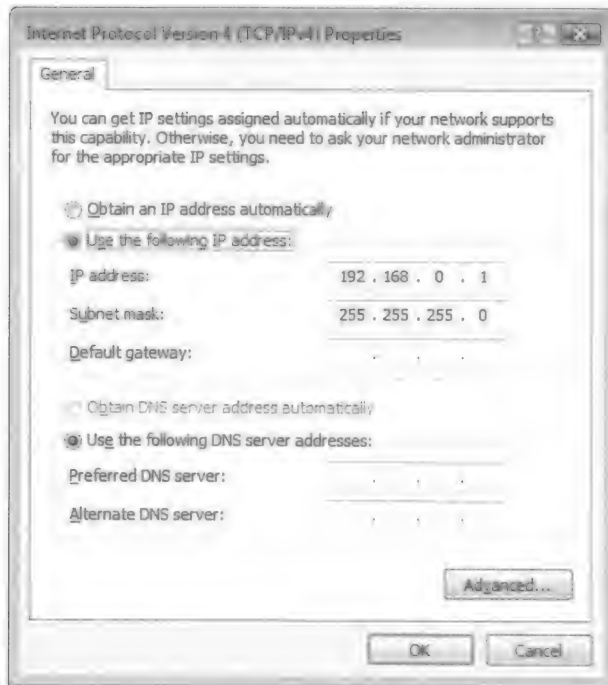 Internet Protocol Version 4 (TCP/IPv4) Properties
General
You can get IP settings assigned automatically if your network supports
this capability. Otherwise, you need to ask your network administrator
for the appropriate IP settings.
Obtain an IP address automatically
Use the following IP address:
IP address: 192 . 168 . 0 . 1
Subnet mask: 255 . 255 . 255 . 0
Default gateway: . . .
Obtain DNS server address automatically
Use the following DNS server addresses:
Preferred DNS server: . . .
Alternate DNS server: . . .
Advanced...
OK Cancel